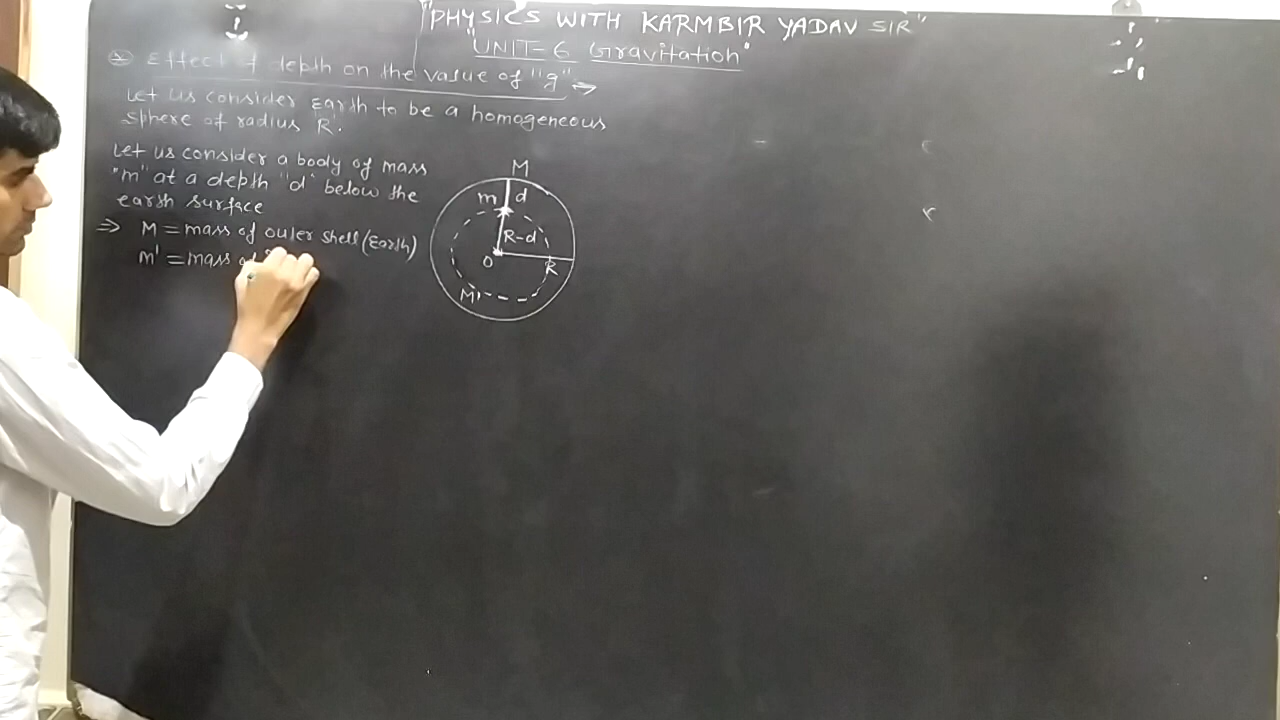 "PHYSICS WITH KARMBIR YADAV SIR"
"UNIT-6 Gravitation"
Effect of depth on the value of "g" →
Let us consider Earth to be a homogeneous
sphere of radius 'R'.
Let us consider a body of mass
"m" at a depth "d" below the
earth surface
⇒ M = mass of outer shell (Earth)
m' = mass of
M
m d
R-d
O
R
M'